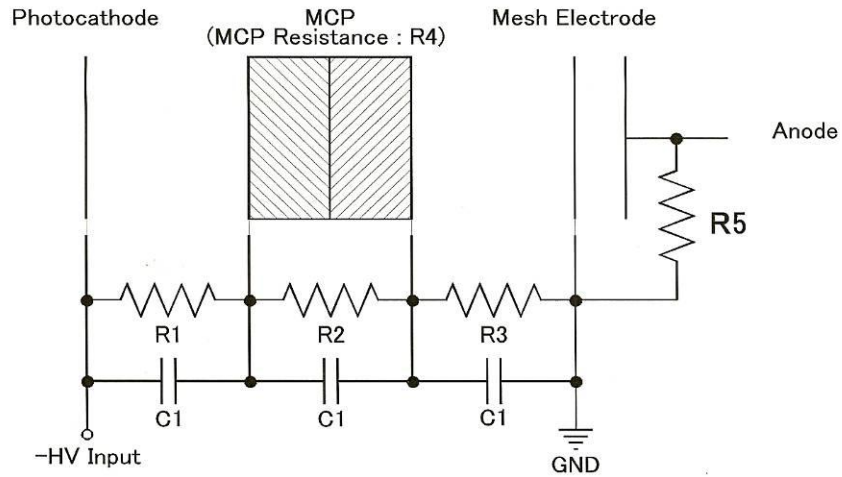 Photocathode
MCP
(MCP Resistance : R4)
Mesh Electrode
Anode
R5
R1
R2
R3
C1
C1
C1
-HV Input
GND